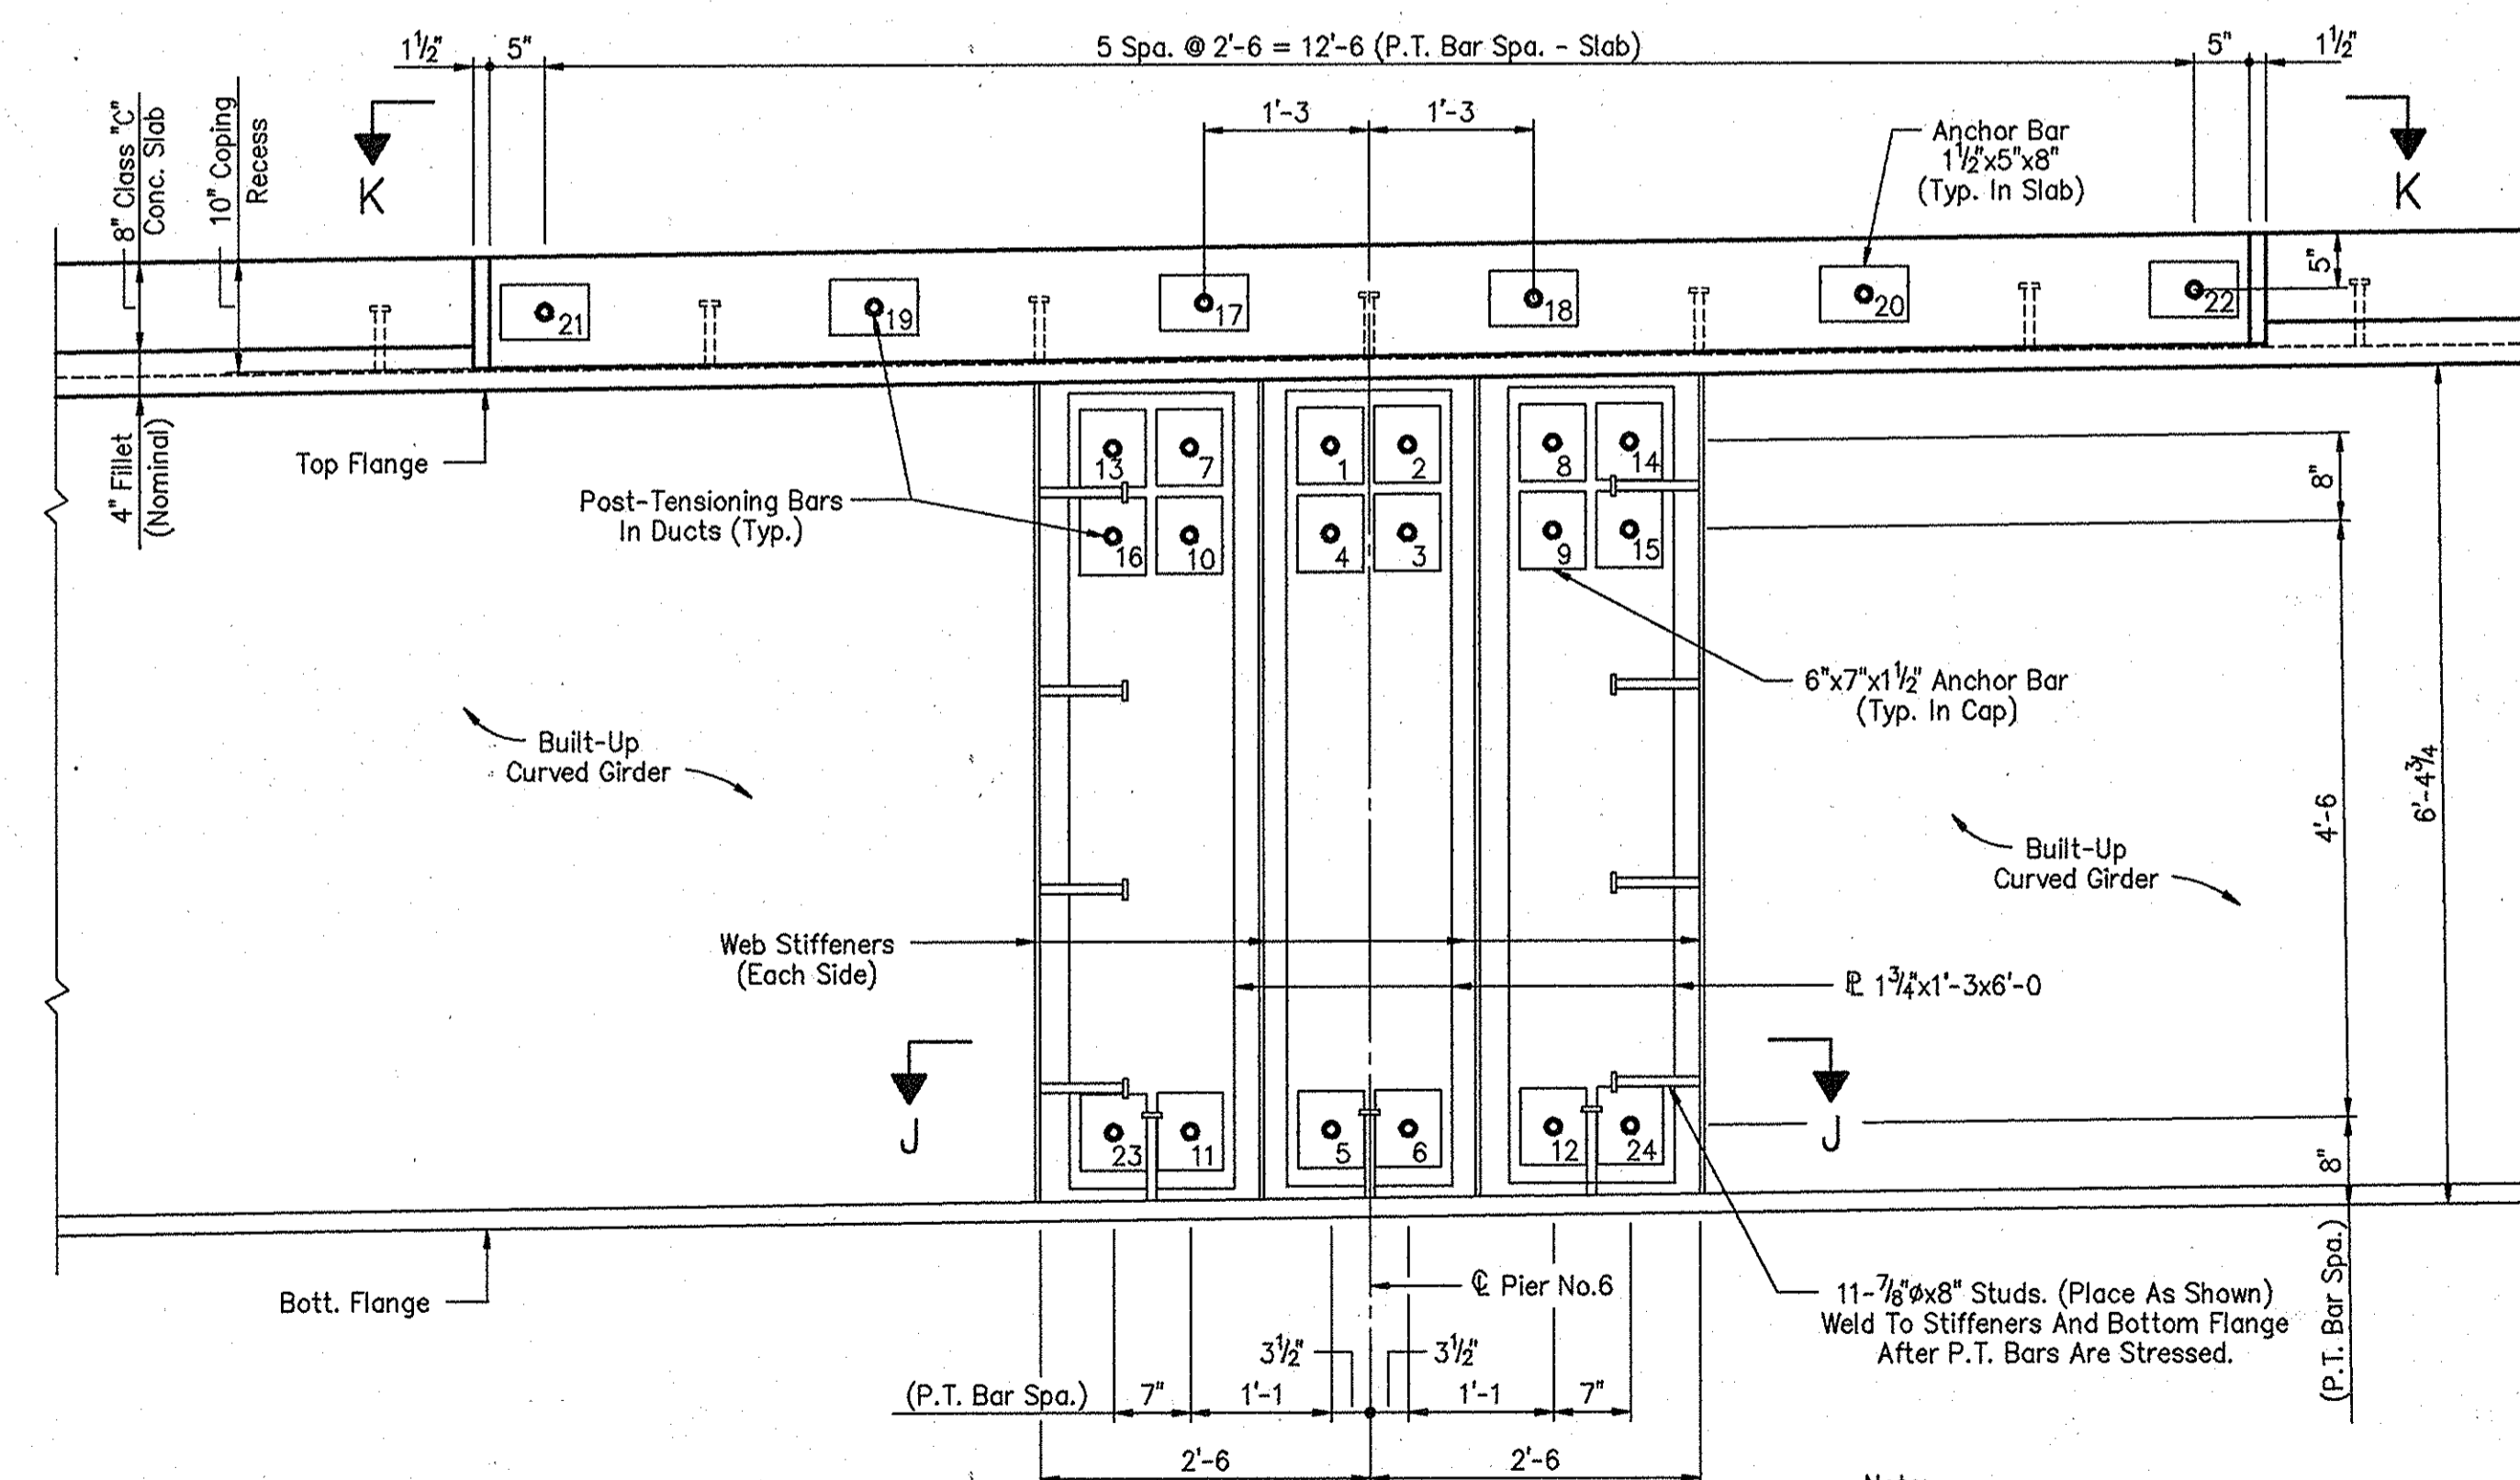 1½"
5"
5 Spa. @ 2'-6 = 12'-6 (P.T. Bar Spa. - Slab)
5"
1½"
8" Class "C"
Conc. Slab
10" Coping
Recess
K
1'-3
1'-3
Anchor Bar
1½"x5"x8"
(Typ. In Slab)
K
5"
21
19
17
18
20
22
4" Fillet
(Nominal)
Top Flange
13
7
1
2
8
14
8"
Post-Tensioning Bars
In Ducts (Typ.)
16
10
4
3
9
15
6"x7"x1½" Anchor Bar
(Typ. In Cap)
Built-Up
Curved Girder
6'-4¾
4'-6
Built-Up
Curved Girder
Web Stiffeners
(Each Side)
℄ 1¾"x1'-3x6'-0
J
J
23
11
5
6
12
24
8"
(P.T. Bar Spa.)
Bott. Flange
℄ Pier No.6
11-⅞"øx8" Studs. (Place As Shown)
Weld To Stiffeners And Bottom Flange
After P.T. Bars Are Stressed.
3½"
3½"
(P.T. Bar Spa.)
7"
1'-1
1'-1
7"
2'-6
2'-6